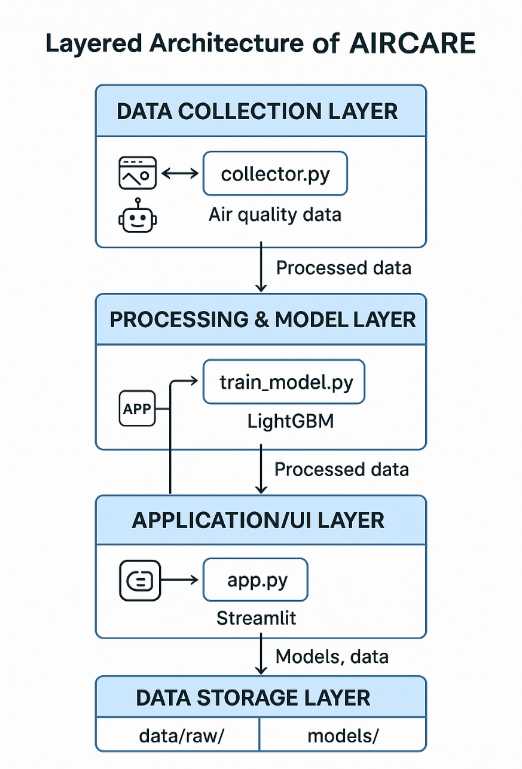 Layered Architecture of AIRCARE
DATA COLLECTION LAYER
collector.py
Air quality data
Processed data
PROCESSING & MODEL LAYER
train_model.py
APP
LightGBM
Processed data
APPLICATION/UI LAYER
app.py
Streamlit
Models, data
DATA STORAGE LAYER
data/raw/
models/